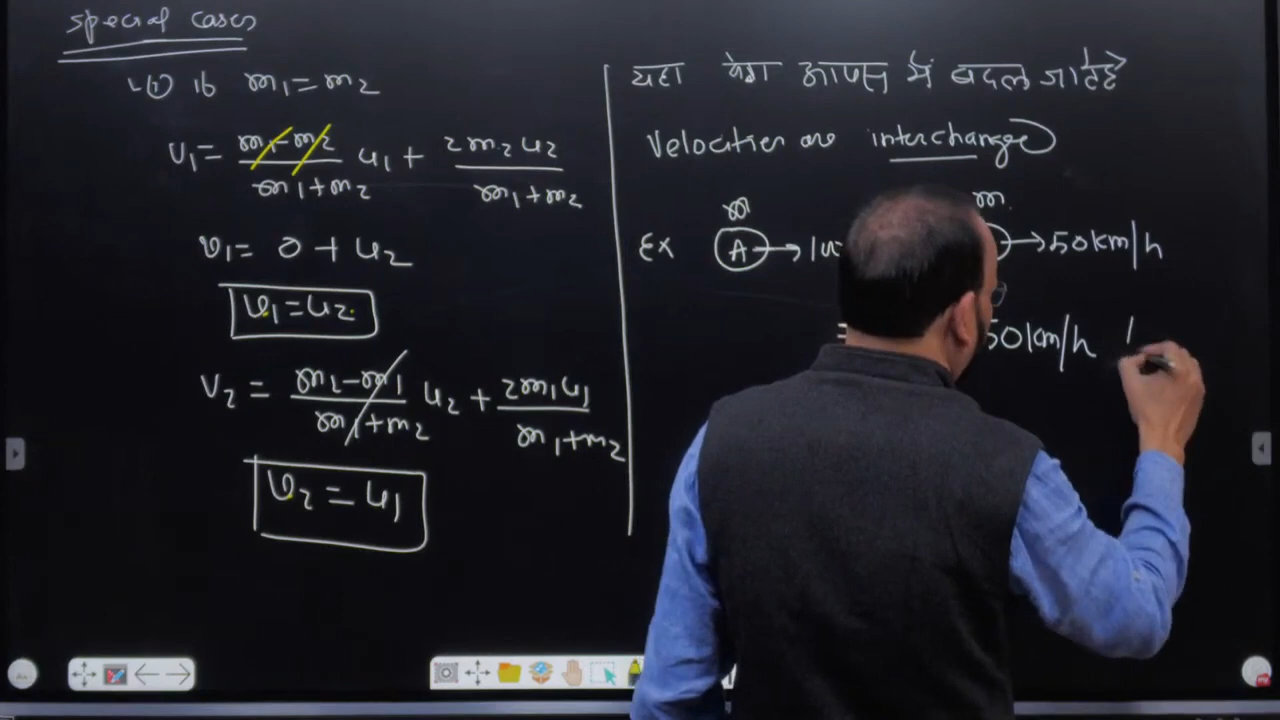 special cases
(1) if m₁=m₂
v₁= (m₁-m₂)/(m₁+m₂) u₁ + 2m₂u₂/(m₁+m₂)
v₁= 0+u₂
v₁=u₂
v₂ = (m₂-m₁)/(m₁+m₂) u₂ + 2m₁u₁/(m₁+m₂)
v₂ = u₁
यहा वेग आपस में बदल जाते है
Velocities are interchange
m m
Ex A → → 50km/h
50km/h